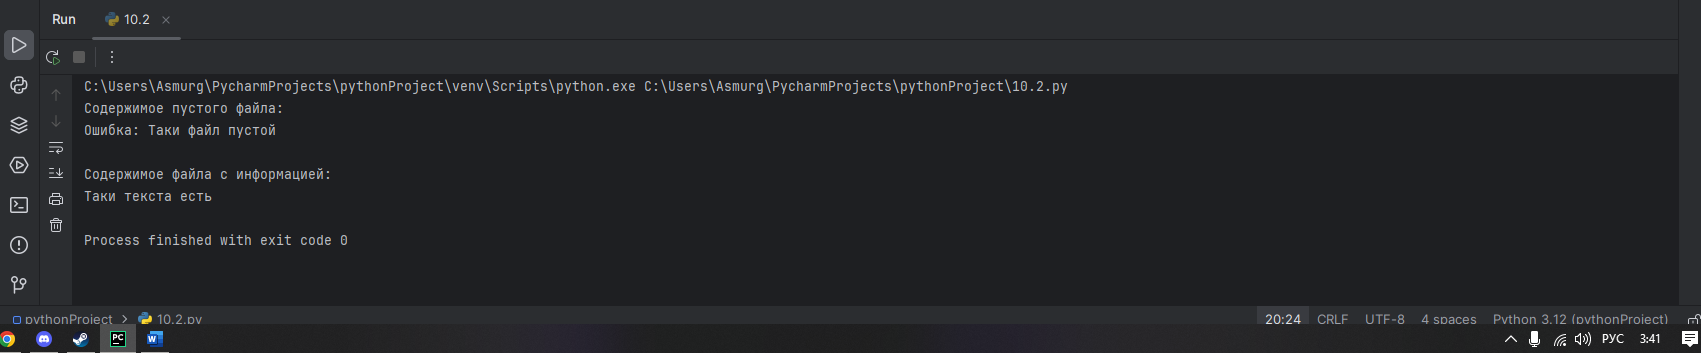 Run 10.2
C:\Users\Asmurg\PycharmProjects\pythonProject\venv\Scripts\python.exe C:\Users\Asmurg\PycharmProjects\pythonProject\10.2.py
Содержимое пустого файла:
Ошибка: Таки файл пустой
Содержимое файла с информацией:
Таки текста есть
Process finished with exit code 0
pythonProject > 10.2.py 20:24 CRLF UTF-8 4 spaces Python 3.12 (pythonProject)
PC W РУС 3:41